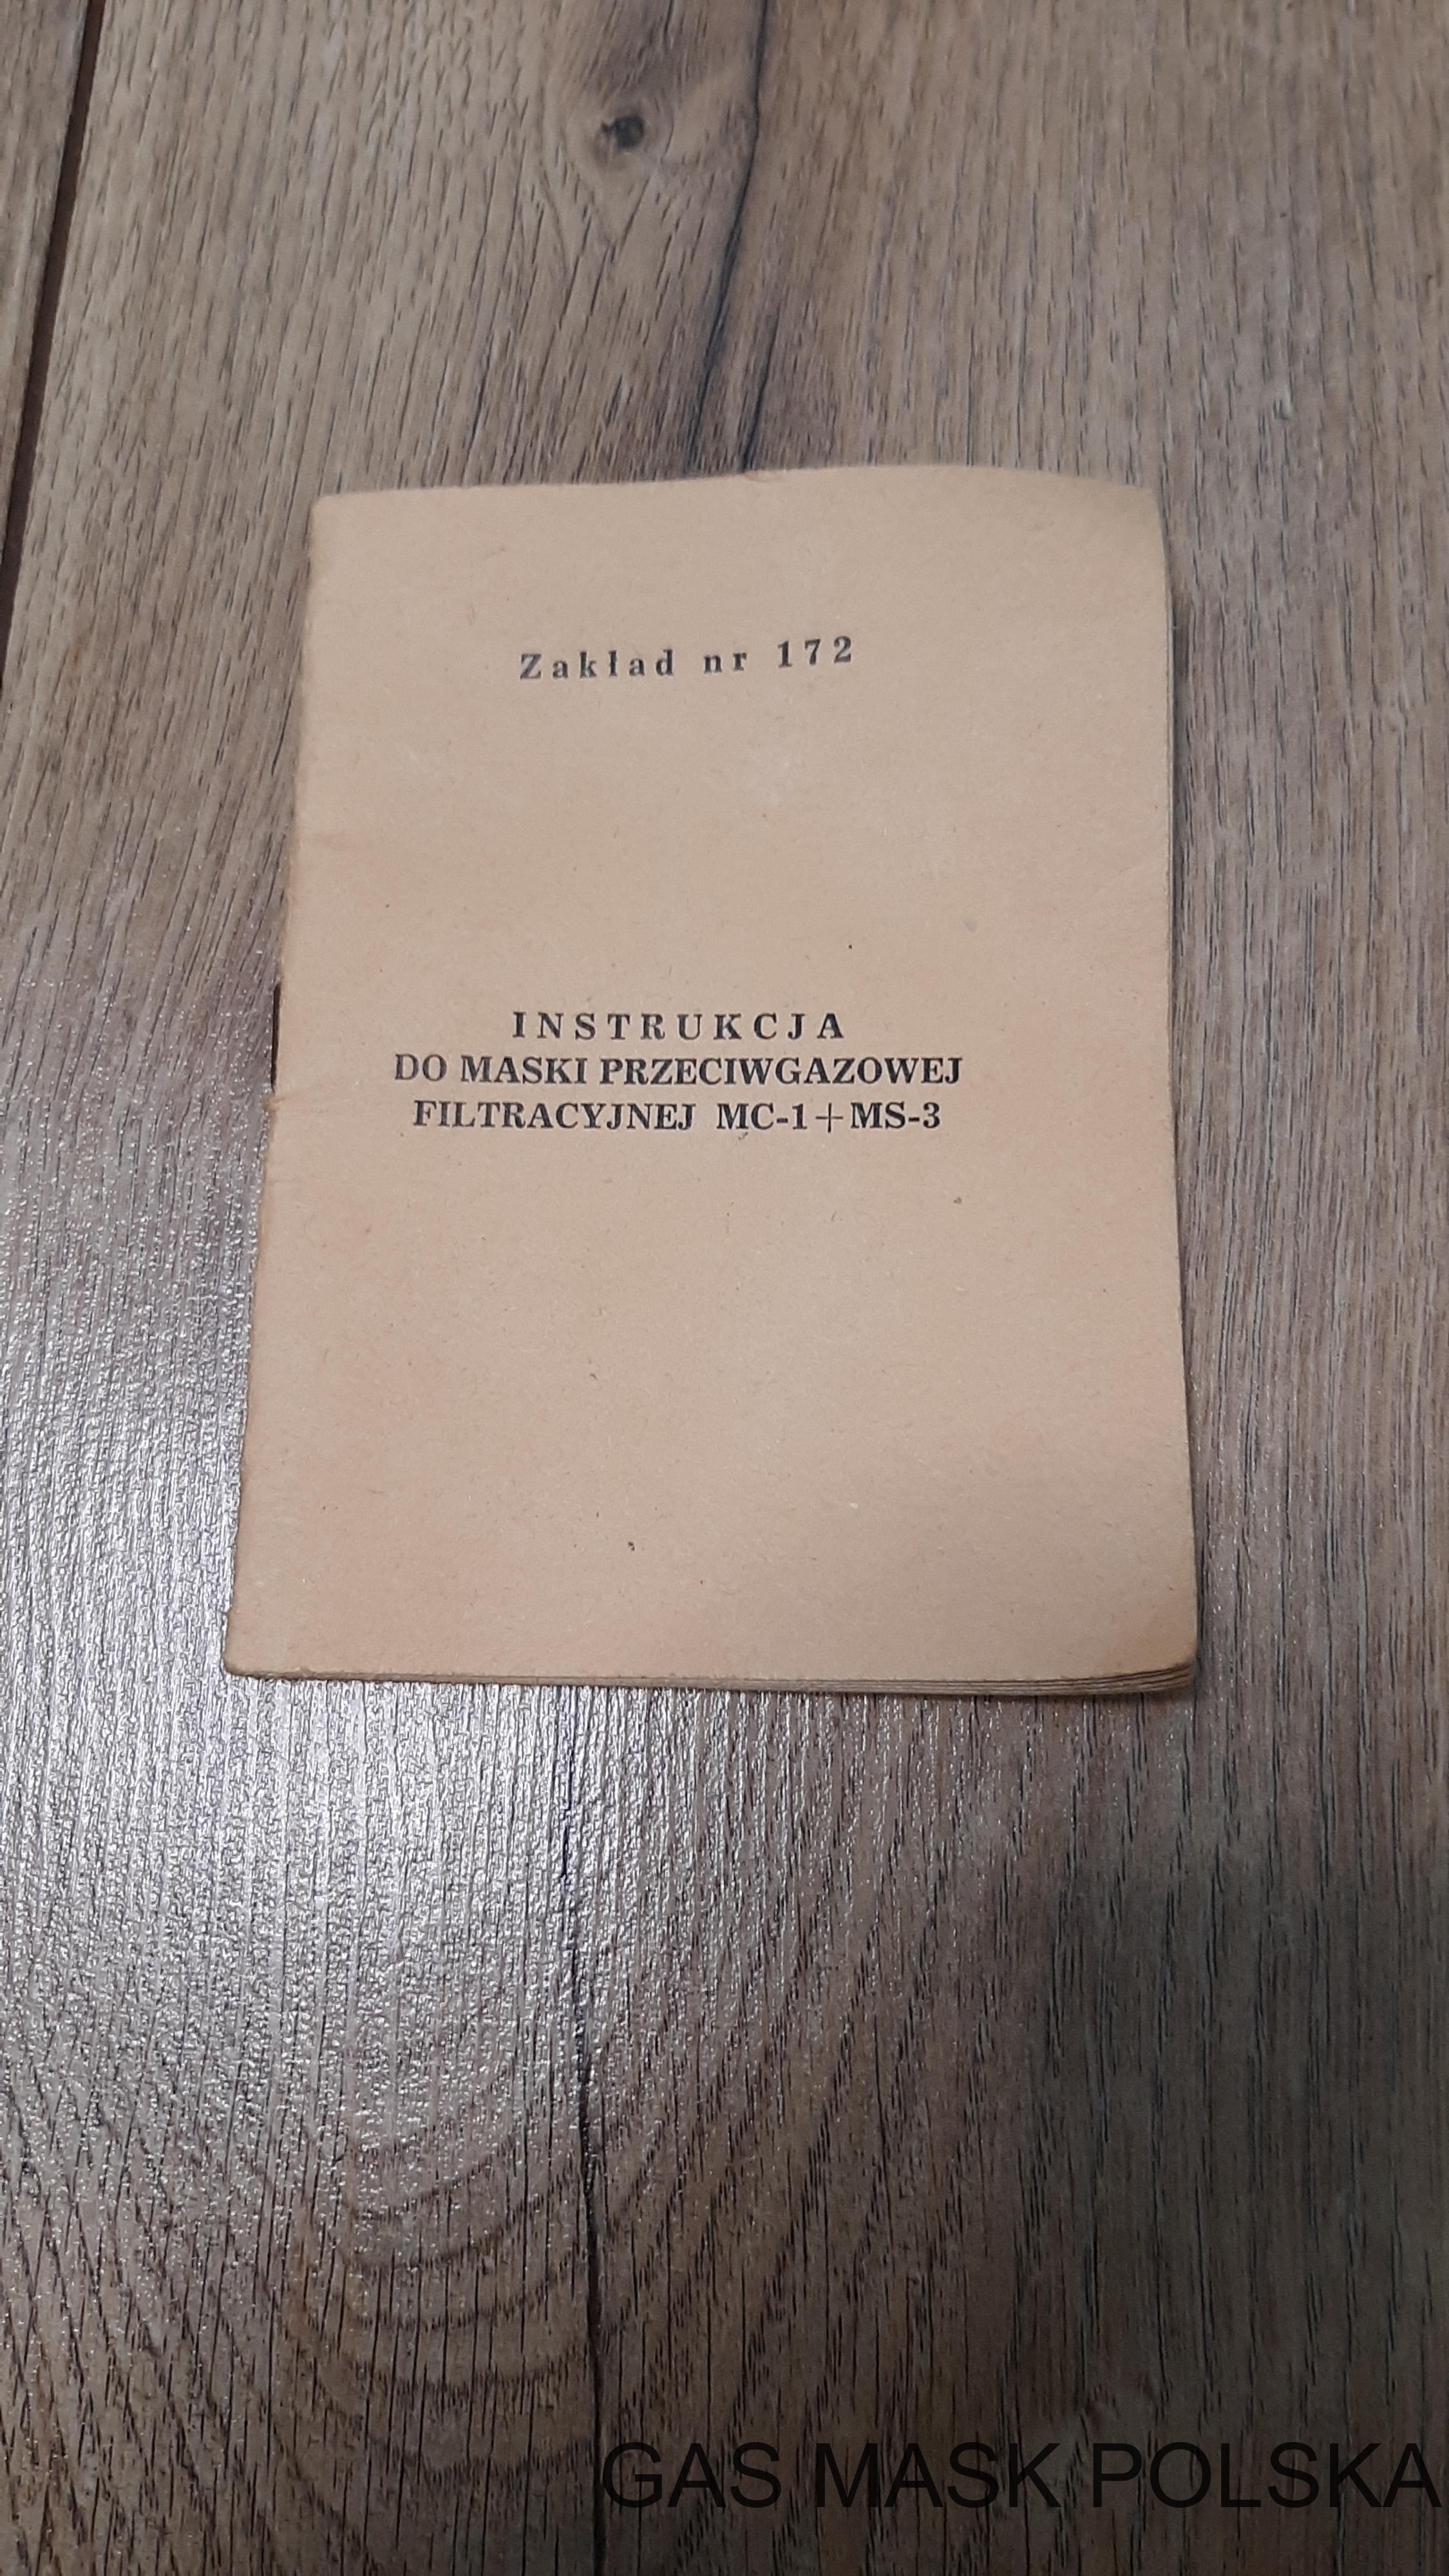 Zakład nr 172
INSTRUKCJA
DO MASKI PRZECIWGAZOWEJ
FILTRACYJNEJ MC-1+MS-3
GAS MASK POLSKA